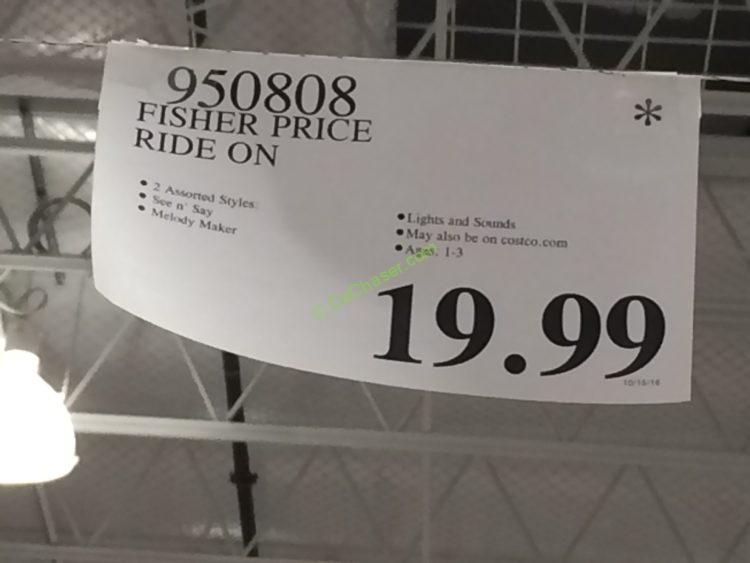 950808
*
FISHER PRICE
RIDE ON
• 2 Assorted Styles:
• See n' Say
• Melody Maker
• Lights and Sounds
• May also be on costco.com
• Ages: 1-3
© CoChaser.com
19.99
10/15/16